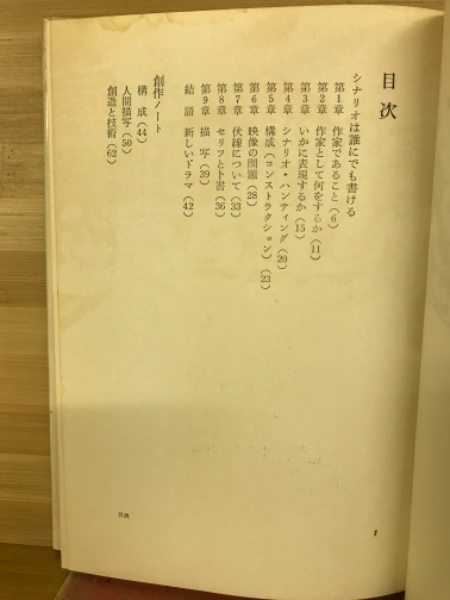 目次
シナリオは誰にでも書ける
第1章 作家であること(6)
第2章 作家として何をするか(11)
第3章 いかに表現するか(15)
第4章 シナリオ・ハンティング(20)
第5章 構成(コンストラクション)(23)
第6章 映像の問題(28)
第7章 伏線について(33)
第8章 セリフとト書(36)
第9章 描写(39)
結語 新しいドラマ(42)
創作ノート
構成(44)
人間描写(50)
創造と技術(62)
目次
1